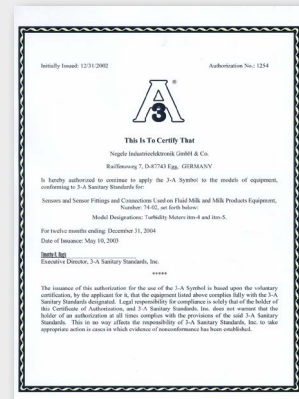 Initially Issued: 12/31/2002 Authorization No.: 1254
A
3
®
This Is To Certify That
Negele Industrieelektronik GmbH & Co.
Raiffeisenweg 7, D-87743 Egg, GERMANY
Is hereby authorized to continue to apply the 3-A Symbol to the models of equipment,
conforming to 3-A Sanitary Standards for:
Sensors and Sensor Fittings and Connections Used on Fluid Milk and Milk Products Equipment,
Number: 74-02, set forth below:
Model Designations: Turbidity Meters itm-4 and itm-5.
For twelve months ending: December 31, 2004
Date of Issuance: May 10, 2003
Timothy R. Rugh
Executive Director, 3-A Sanitary Standards, Inc.
*****
The issuance of this authorization for the use of the 3-A Symbol is based upon the voluntary
certification, by the applicant for it, that the equipment listed above complies fully with the 3-A
Sanitary Standards designated. Legal responsibility for compliance is solely that of the holder of
this Certificate of Authorization, and 3-A Sanitary Standards, Inc. does not warrant that the
holder of an authorization at all times complies with the provisions of the said 3-A Sanitary
Standards. This in no way affects the responsibility of 3-A Sanitary Standards, Inc. to take
appropriate action in cases in which evidence of nonconformance has been established.